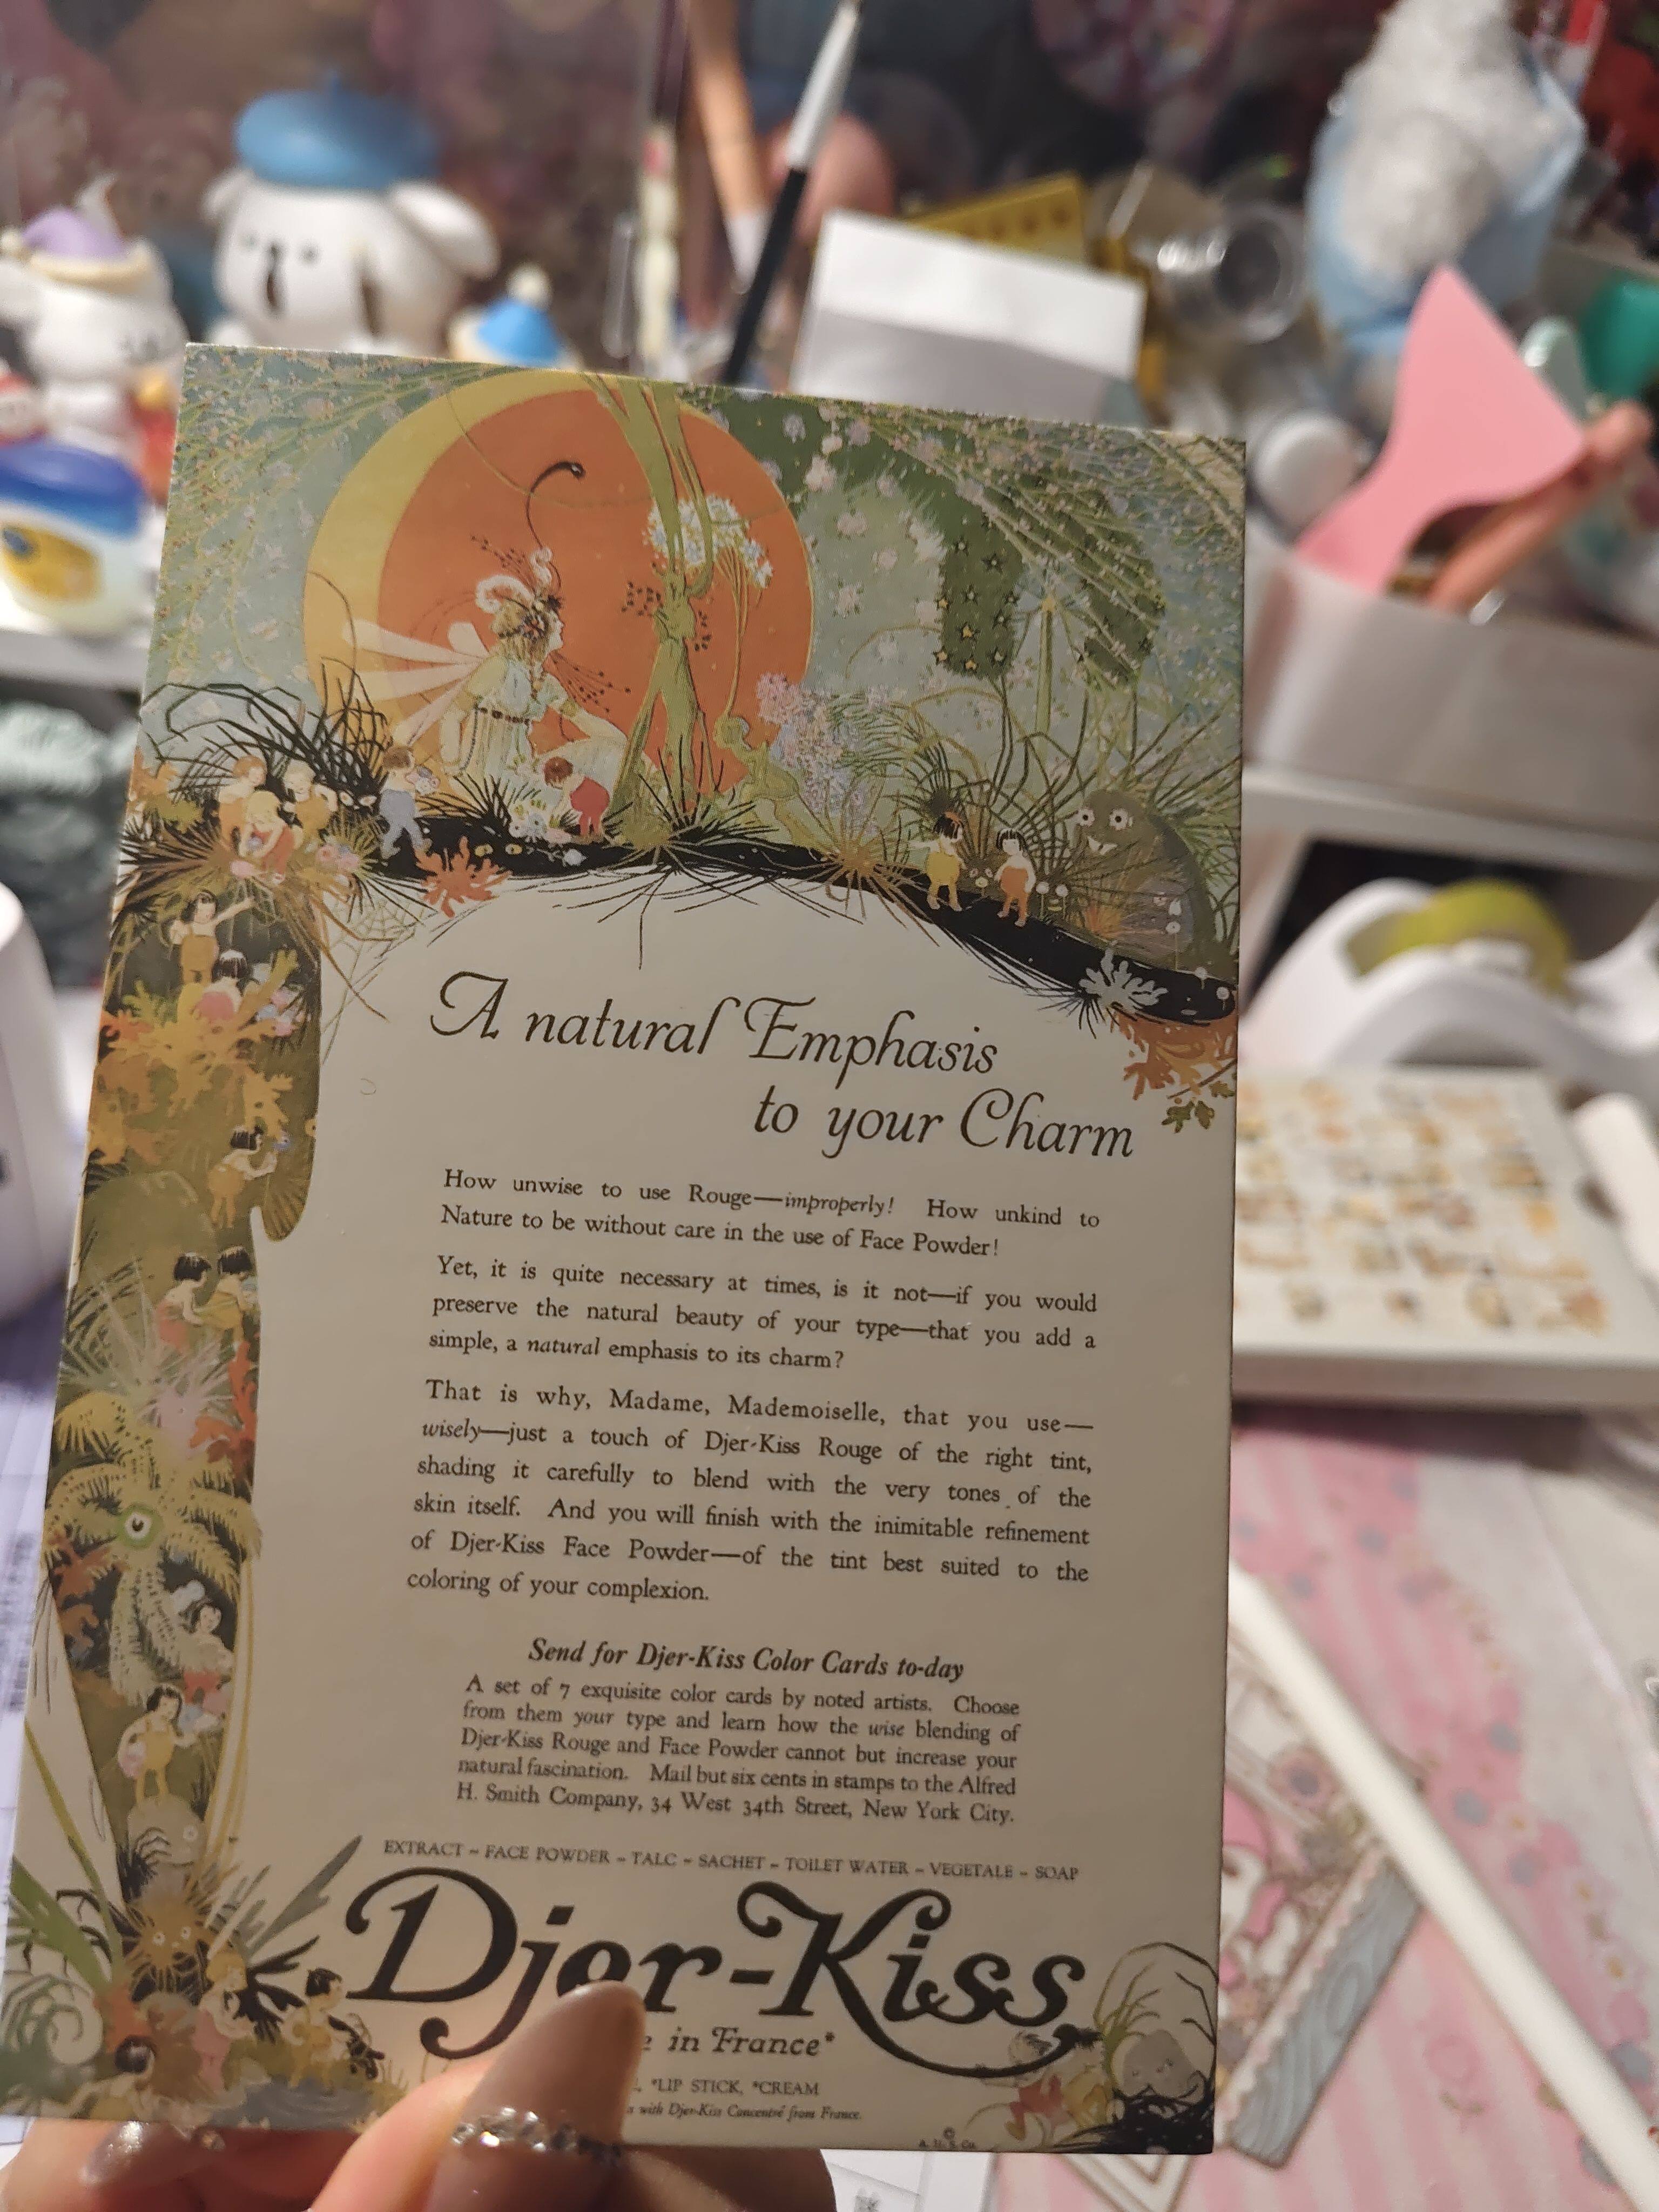 A natural Emphasis
to your Charm
How unwise to use Rouge—improperly! How unkind to
Nature to be without care in the use of Face Powder!
Yet, it is quite necessary at times, is it not—if you would
preserve the natural beauty of your type—that you add a
simple, a natural emphasis to its charm?
That is why, Madame, Mademoiselle, that you use—
wisely—just a touch of Djer-Kiss Rouge of the right tint,
shading it carefully to blend with the very tones of the
skin itself. And you will finish with the inimitable refinement
of Djer-Kiss Face Powder—of the tint best suited to the
coloring of your complexion.
Send for Djer-Kiss Color Cards to-day
A set of 7 exquisite color cards by noted artists. Choose
from them your type and learn how the wise blending of
Djer-Kiss Rouge and Face Powder cannot but increase your
natural fascination. Mail but six cents in stamps to the Alfred
H. Smith Company, 34 West 34th Street, New York City.
EXTRACT ~ FACE POWDER ~ TALC ~ SACHET ~ TOILET WATER ~ VEGETALE ~ SOAP
Djer-Kiss
in France*
*LIP STICK, *CREAM
with Djer-Kiss Concentré from France.